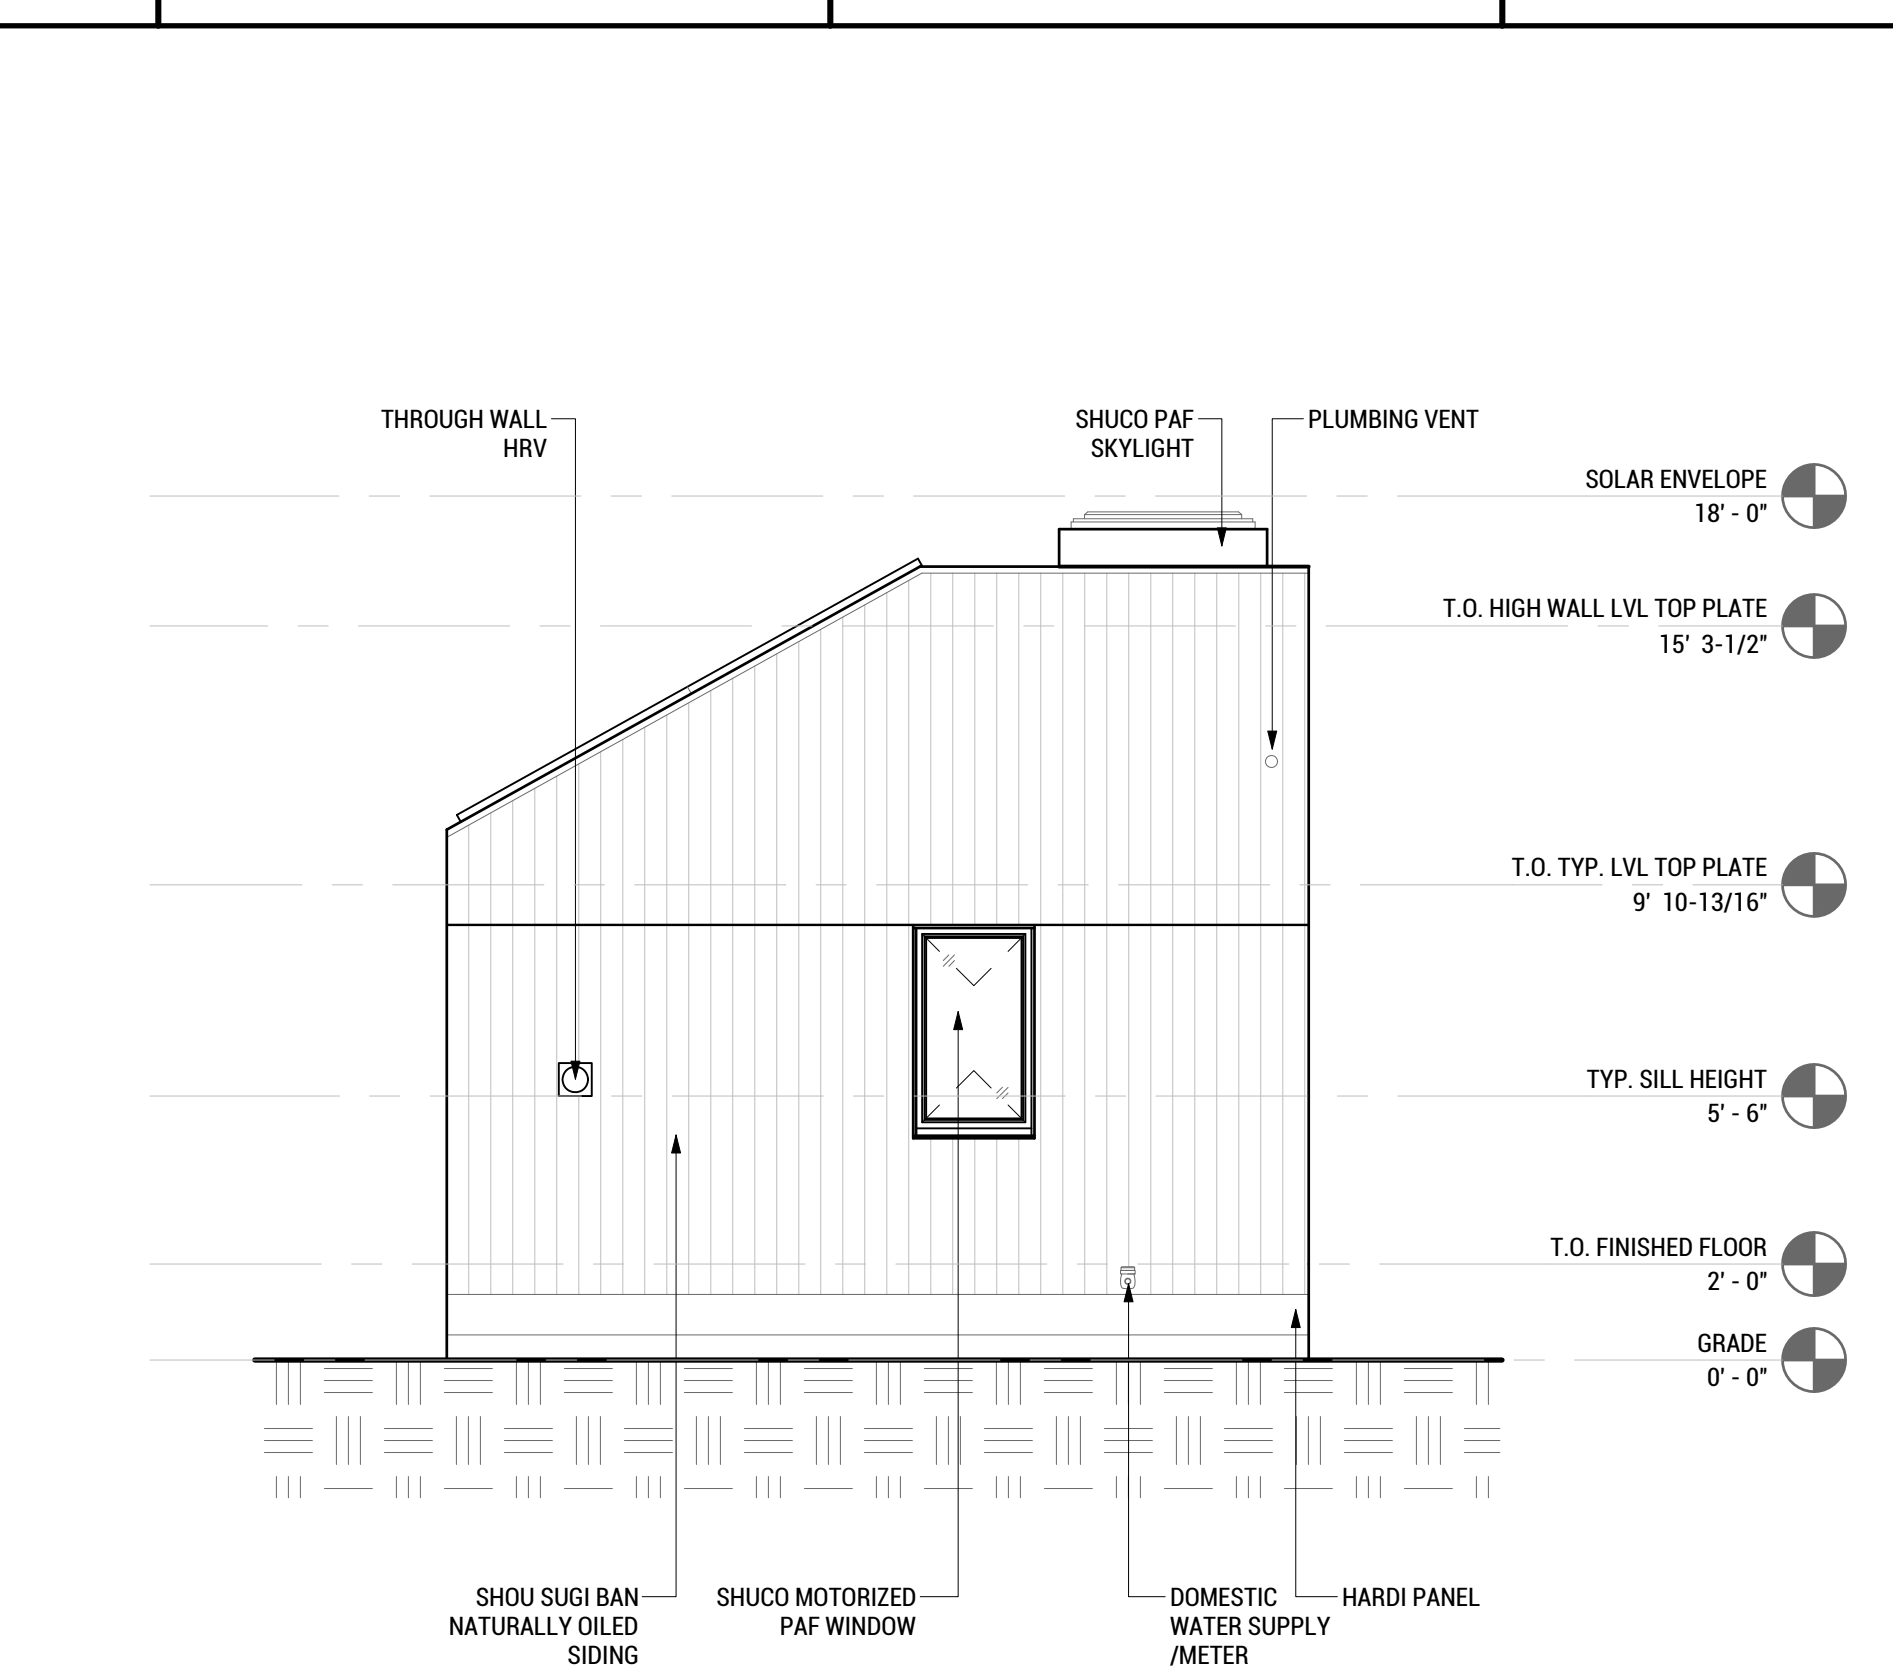 THROUGH WALL
HRV
SHUCO PAF
SKYLIGHT
PLUMBING VENT
SOLAR ENVELOPE
18' - 0"
T.O. HIGH WALL LVL TOP PLATE
15' 3-1/2"
T.O. TYP. LVL TOP PLATE
9' 10-13/16"
TYP. SILL HEIGHT
5' - 6"
T.O. FINISHED FLOOR
2' - 0"
GRADE
0' - 0"
SHOU SUGI BAN
NATURALLY OILED
SIDING
SHUCO MOTORIZED
PAF WINDOW
DOMESTIC
WATER SUPPLY
/METER
HARDI PANEL